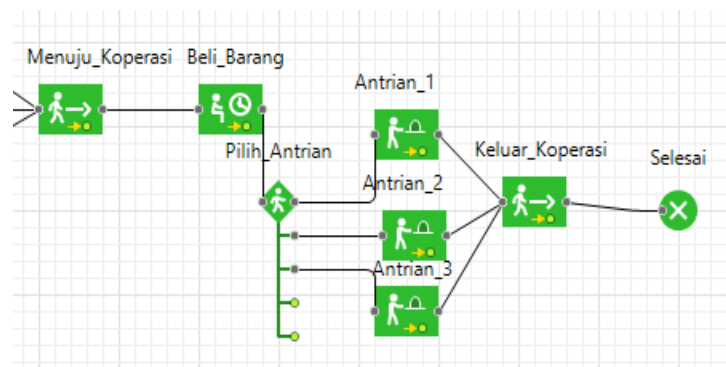 Menuju_Koperasi
Beli_Barang
Antrian_1
Pilih_Antrian
Antrian_2
Keluar_Koperasi
Selesai
Antrian_3